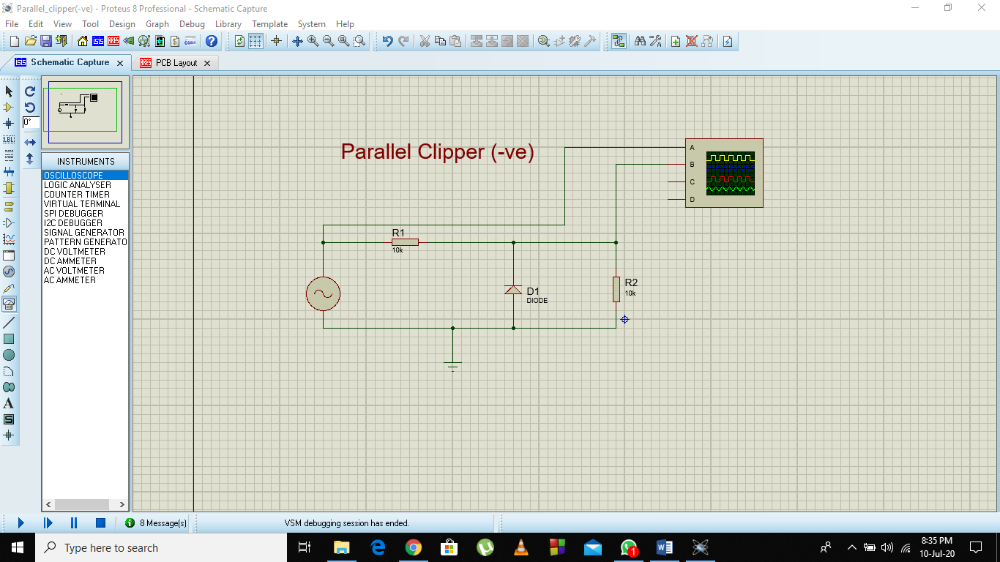 Parallel_clipper(-ve) - Proteus 8 Professional - Schematic Capture
File Edit View Tool Design Graph Debug Library Template System Help
Schematic Capture
PCB Layout
0°
LBL
INSTRUMENTS
OSCILLOSCOPE
LOGIC ANALYSER
COUNTER TIMER
VIRTUAL TERMINAL
SPI DEBUGGER
I2C DEBUGGER
SIGNAL GENERATOR
PATTERN GENERATO
DC VOLTMETER
DC AMMETER
AC VOLTMETER
AC AMMETER
Parallel Clipper (-ve)
A
B
C
D
R1
10k
D1
DIODE
R2
10k
8 Message(s)
VSM debugging session has ended.
Type here to search
1
8:35 PM
10-Jul-20